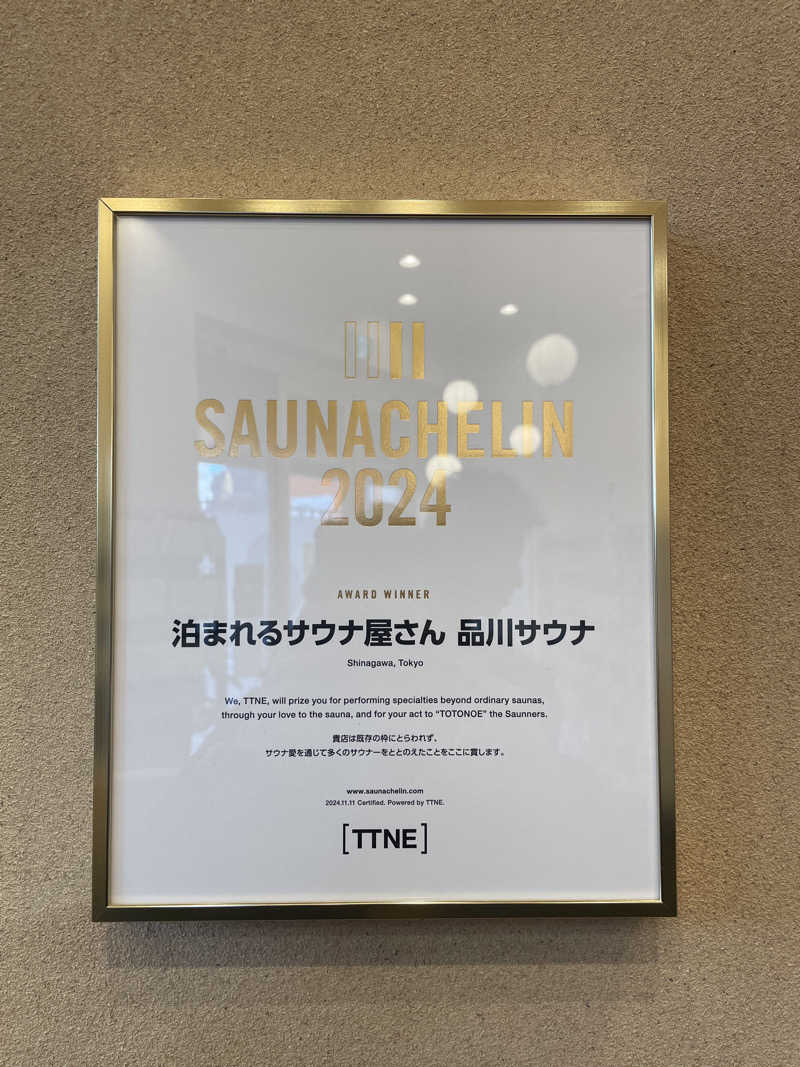 SAUNACHELIN
2024
AWARD WINNER
泊まれるサウナ屋さん 品川サウナ
Shinagawa, Tokyo
We, TTNE, will prize you for performing specialties beyond ordinary saunas,
through your love to the sauna, and for your act to “TOTONOE” the Saunners.
貴店は既存の枠にとらわれず、
サウナ愛を通じて多くのサウナーをととのえたことをここに賞します。
www.saunachelin.com
2024.11.11 Certified. Powered by TTNE.
[TTNE]